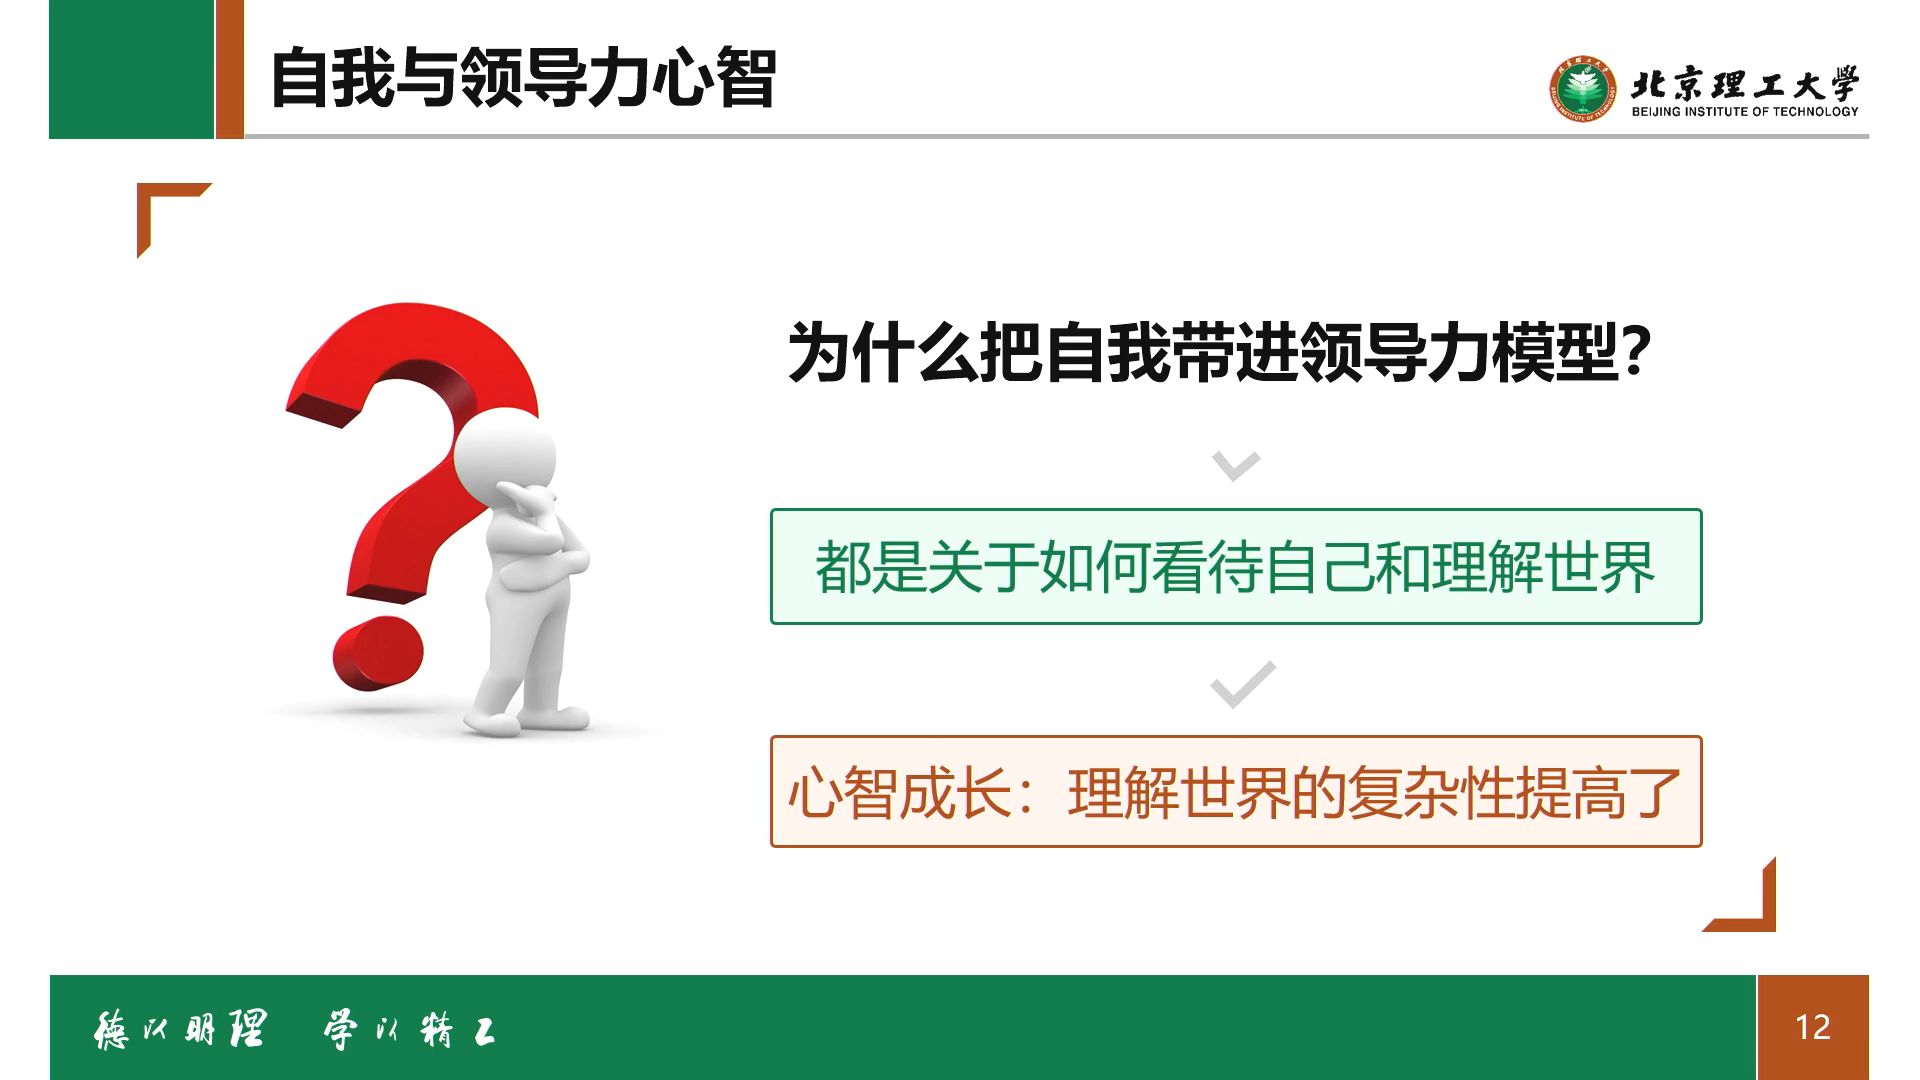 自我与领导力心智
北京理工大学
BEIJING INSTITUTE OF TECHNOLOGY
为什么把自我带进领导力模型?
都是关于如何看待自己和理解世界
心智成长：理解世界的复杂性提高了
德以明理 学以精工
12